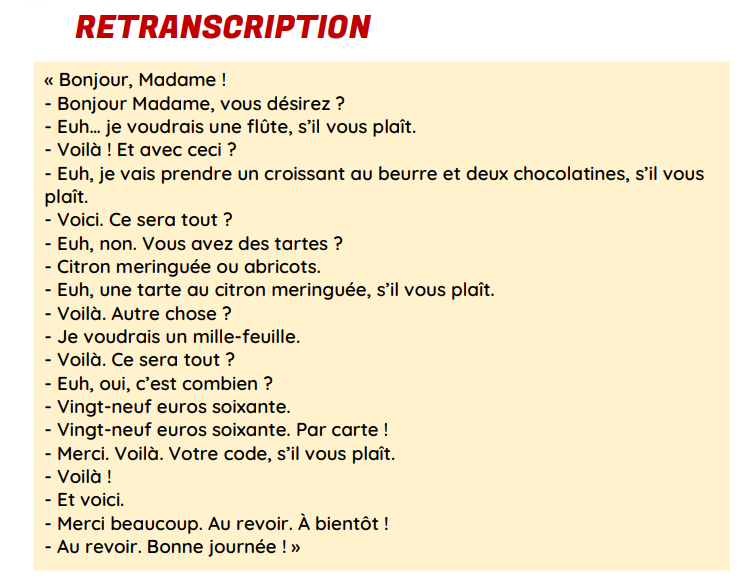 RETRANSCRIPTION
« Bonjour, Madame !
- Bonjour Madame, vous désirez ?
- Euh… je voudrais une flûte, s’il vous plaît.
- Voilà ! Et avec ceci ?
- Euh, je vais prendre un croissant au beurre et deux chocolatines, s’il vous
plaît.
- Voici. Ce sera tout ?
- Euh, non. Vous avez des tartes ?
- Citron meringuée ou abricots.
- Euh, une tarte au citron meringuée, s’il vous plaît.
- Voilà. Autre chose ?
- Je voudrais un mille-feuille.
- Voilà. Ce sera tout ?
- Euh, oui, c’est combien ?
- Vingt-neuf euros soixante.
- Vingt-neuf euros soixante. Par carte !
- Merci. Voilà. Votre code, s’il vous plaît.
- Voilà !
- Et voici.
- Merci beaucoup. Au revoir. À bientôt !
- Au revoir. Bonne journée ! »